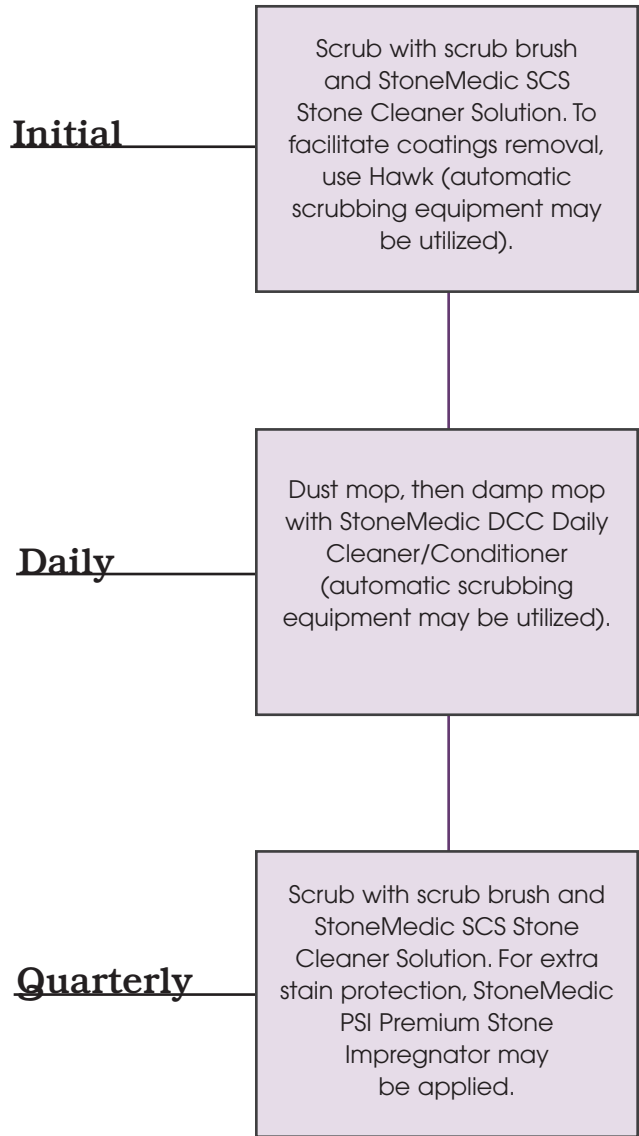 Initial
Scrub with scrub brush
and StoneMedic SCS
Stone Cleaner Solution. To
facilitate coatings removal,
use Hawk (automatic
scrubbing equipment may
be utilized).
Daily
Dust mop, then damp mop
with StoneMedic DCC Daily
Cleaner/Conditioner
(automatic scrubbing
equipment may be utilized).
Quarterly
Scrub with scrub brush and
StoneMedic SCS Stone
Cleaner Solution. For extra
stain protection, StoneMedic
PSI Premium Stone
Impregnator may
be applied.